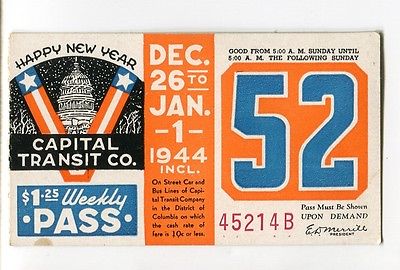 HAPPY NEW YEAR
CAPITAL
TRANSIT CO.
$1.25 Weekly
PASS
DEC.
26 TO
JAN.
-1-
1944
INCL.
On Street Car and
Bus Lines of Capi-
tal Transit Company
in the District of
Columbia on which
the cash rate of
fare is 10c or less.
GOOD FROM 5:00 A. M. SUNDAY UNTIL
5:00 A. M. THE FOLLOWING SUNDAY
52
45214B
Pass Must Be Shown
UPON DEMAND
E.D. Merrill
PRESIDENT